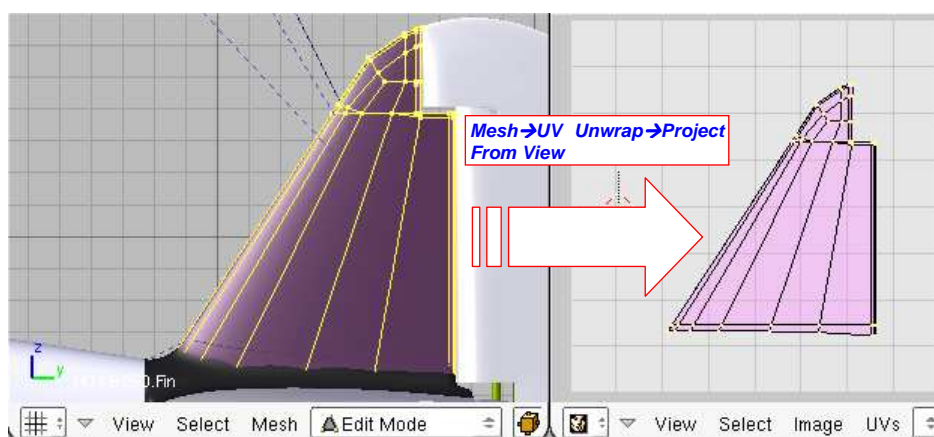 Mesh→UV Unwrap→Project
From View
z
y
.Fin
View Select Mesh Edit Mode
View Select Image UVs